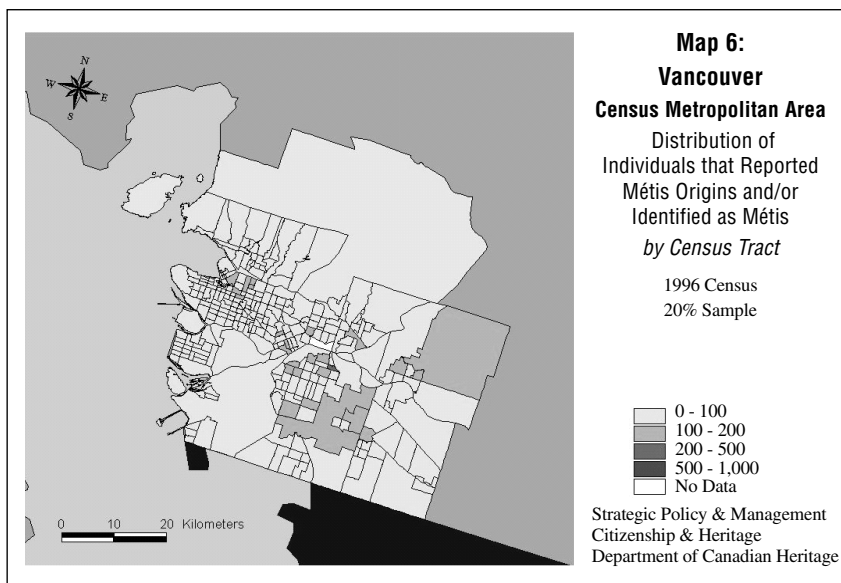 Map 6:
Vancouver
Census Metropolitan Area
Distribution of
Individuals that Reported
Métis Origins and/or
Identified as Métis
by Census Tract
1996 Census
20% Sample
N
W
E
S
0 - 100
100 - 200
200 - 500
500 - 1,000
No Data
0 10 20 Kilometers
Strategic Policy & Management
Citizenship & Heritage
Department of Canadian Heritage